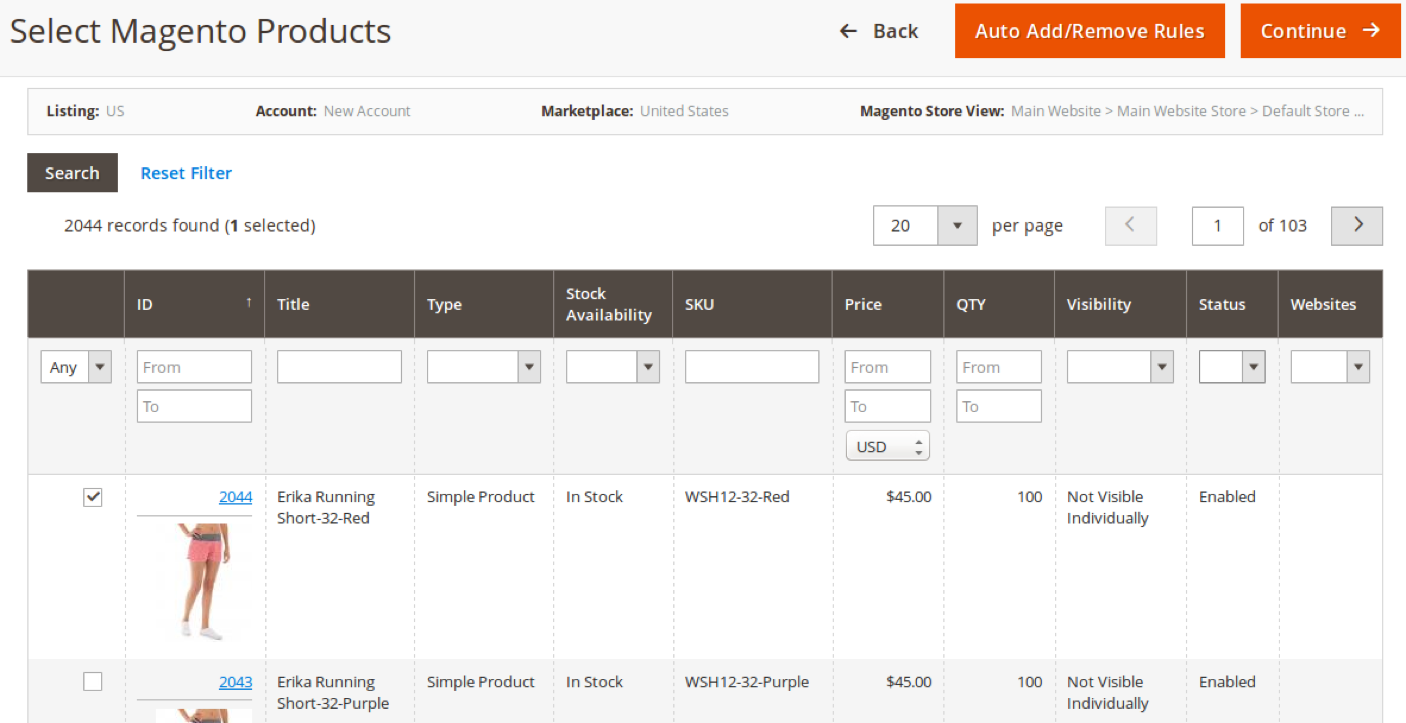 Select Magento Products
← Back
Auto Add/Remove Rules
Continue →
Listing: US
Account: New Account
Marketplace: United States
Magento Store View: Main Website > Main Website Store > Default Store ...
Search
Reset Filter
2044 records found (1 selected)
20
per page
1
of 103
ID ↑
Title
Type
Stock
Availability
SKU
Price
QTY
Visibility
Status
Websites
Any
From
To
From
To
USD
From
To
2044
Erika Running
Short-32-Red
Simple Product
In Stock
WSH12-32-Red
$45.00
100
Not Visible
Individually
Enabled
2043
Erika Running
Short-32-Purple
Simple Product
In Stock
WSH12-32-Purple
$45.00
100
Not Visible
Individually
Enabled